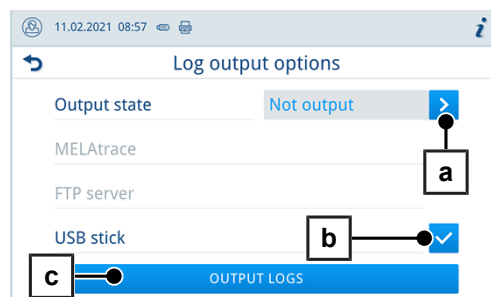 11.02.2021 08:57 i
Log output options
Output state Not output
a
MELAtrace
FTP server
USB stick b
c OUTPUT LOGS